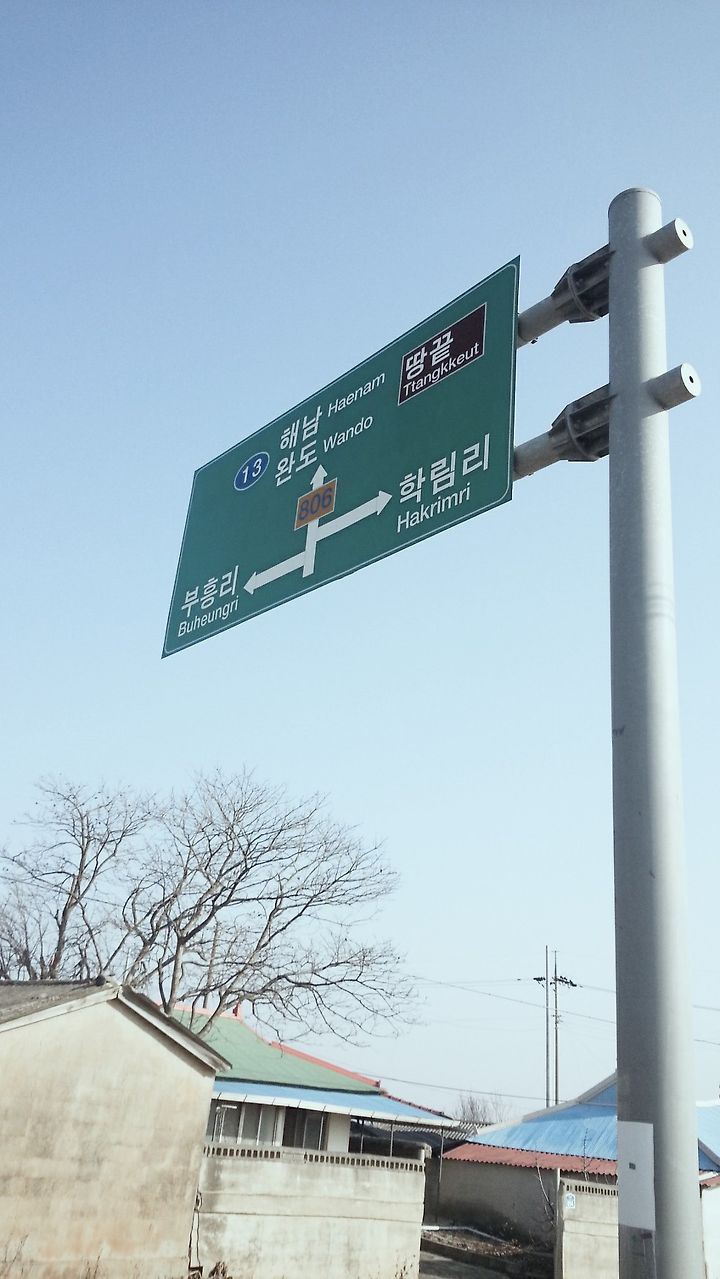 땅끝
Ttangkkeut
13
해남 Haenam
완도 Wando
806
학림리
Hakrimri
부흥리
Buheungri